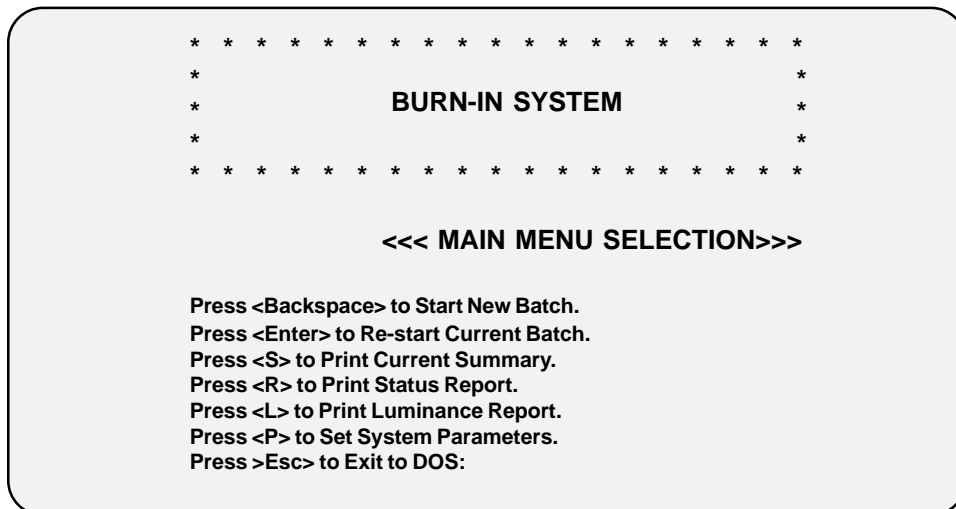 * * * * * * * * * * * * * * * * * * *
* *
* BURN-IN SYSTEM *
* *
* * * * * * * * * * * * * * * * * * *
<<< MAIN MENU SELECTION>>>
Press <Backspace> to Start New Batch.
Press <Enter> to Re-start Current Batch.
Press <S> to Print Current Summary.
Press <R> to Print Status Report.
Press <L> to Print Luminance Report.
Press <P> to Set System Parameters.
Press >Esc> to Exit to DOS: